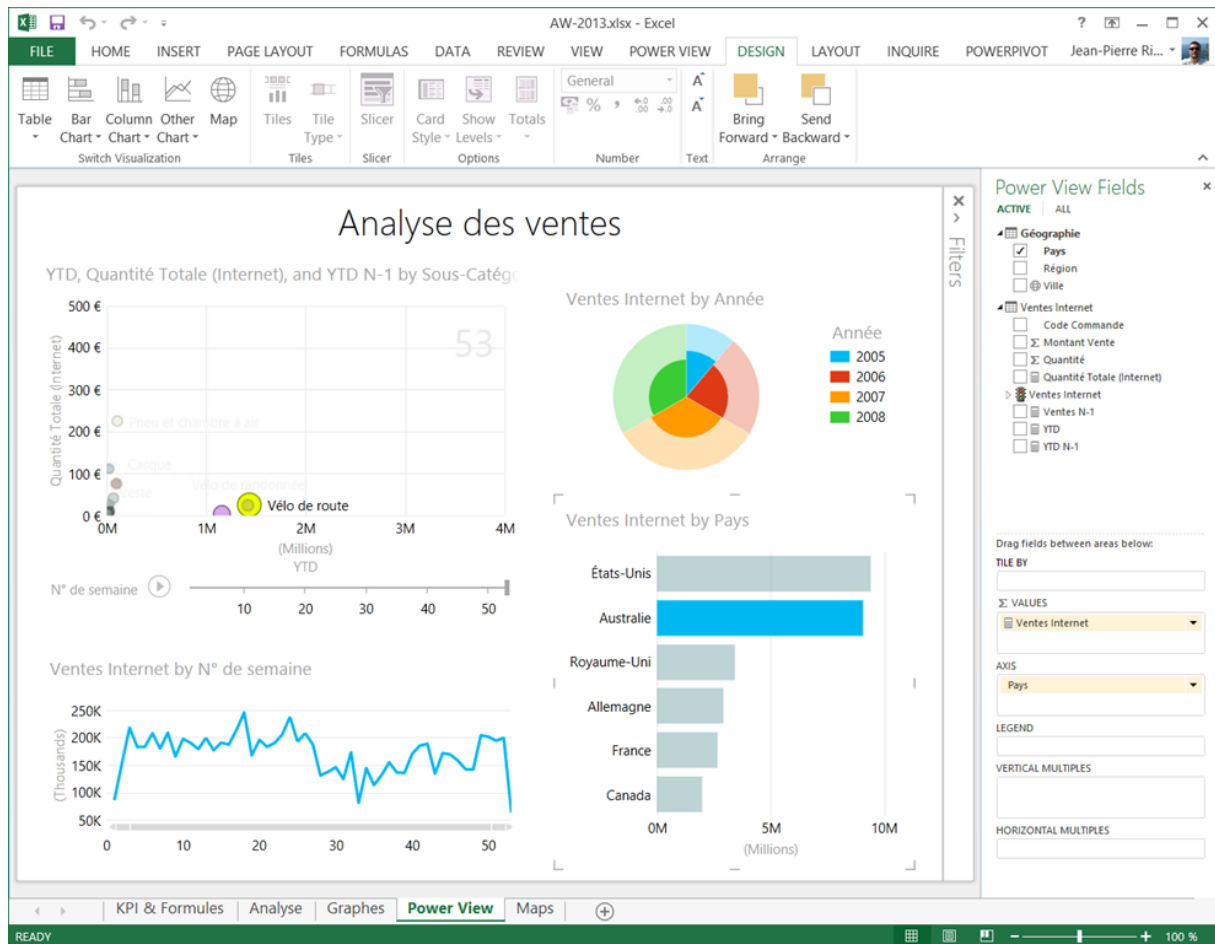 AW-2013.xlsx - Excel
?
FILE HOME INSERT PAGE LAYOUT FORMULAS DATA REVIEW VIEW POWER VIEW DESIGN LAYOUT INQUIRE POWERPIVOT Jean-Pierre Ri...
Table
Bar Chart
Column Chart
Other Chart
Map
Switch Visualization
Tiles
Tile Type
Tiles
Slicer
Slicer
Card Style
Show Levels
Totals
Options
General
%
Number
Text
Bring Forward
Send Backward
Arrange
Analyse des ventes
YTD, Quantité Totale (Internet), and YTD N-1 by Sous-Catég
Quantité Totale (Internet)
500 €
400 €
300 €
200 €
100 €
0 €
53
Pneu et chambre à air...
Casque
Veste
Vélo de randonnée
Vélo de route
0M 1M 2M 3M 4M
(Millions)
YTD
N° de semaine
10 20 30 40 50
Ventes Internet by N° de semaine
(Thousands)
250K
200K
150K
100K
50K
0 10 20 30 40 50
Ventes Internet by Année
Année
2005
2006
2007
2008
Ventes Internet by Pays
États-Unis
Australie
Royaume-Uni
Allemagne
France
Canada
0M 5M 10M
(Millions)
Filters
Power View Fields
ACTIVE ALL
Géographie
Pays
Région
Ville
Ventes Internet
Code Commande
Σ Montant Vente
Σ Quantité
Quantité Totale (Internet)
Ventes Internet
Ventes N-1
YTD
YTD N-1
Drag fields between areas below:
TILE BY
Σ VALUES
Ventes Internet
AXIS
Pays
LEGEND
VERTICAL MULTIPLES
HORIZONTAL MULTIPLES
KPI & Formules Analyse Graphes Power View Maps
READY
100 %